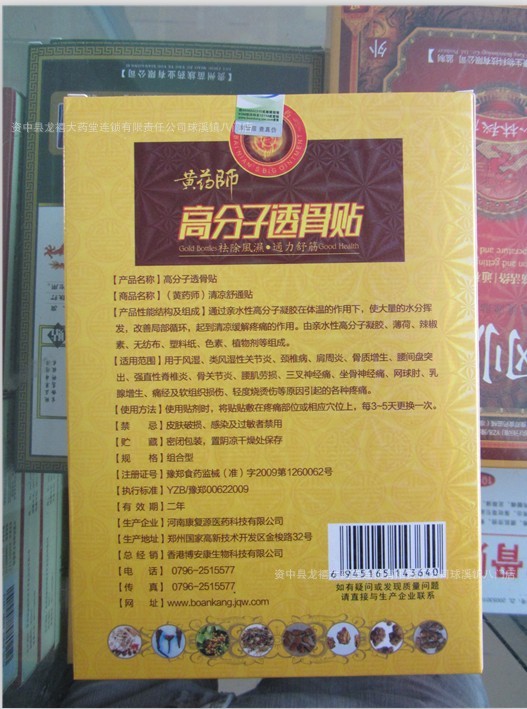 贵州苗族药业有限公司
外
资中县龙禧大药堂连锁有限责任公司球溪镇八
黄药师
高分子透骨贴
Gold Bottles 祛除风湿•通力舒筋 Good Health
【产品名称】高分子透骨贴
【商品名称】（黄药师）清凉舒通贴
【产品性能结构及组成】通过亲水性高分子凝胶在体温的作用下，使大量的水分挥
发，改善局部循环，起到清凉缓解疼痛的作用。由亲水性高分子凝胶、薄荷、辣椒
素、无纺布、塑料纸、色素、植物剂等组成。
【适用范围】用于风湿、类风湿性关节炎、颈椎病、肩周炎、骨质增生、腰间盘突
出、强直性脊椎炎、骨关节炎、腰肌劳损、三叉神经痛、坐骨神经痛、网球肘、乳
腺增生、痛经及软组织损伤、轻度烧烫伤等原因引起的各种疼痛。
【使用方法】使用贴剂时，将贴贴敷在疼痛部位或相应穴位上，每3~5天更换一次。
【禁 忌】皮肤破损、感染及过敏者禁用
【贮 藏】密闭包装，置阴凉干燥处保存
【规 格】组合型
【注册证号】豫郑食药监械（准）字2009第1260062号
【执行标准】YZB/豫郑00622009
【有 效 期】二年
【生产企业】河南康复源医药科技有限公司
【生产地址】郑州国家高新技术开发区金梭路32号
【总 经 销】香港博安康生物科技有限公司
【电 话】 0796-2515577
【传 真】 0796-2515577
【网 址】 www.boankang.jqw.com
6 945165 143640
如有疑问或发现质量问题
请直接与生产企业联系